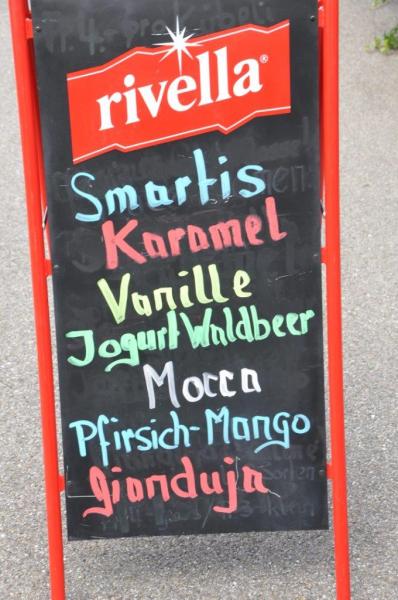 rivella®
Smartis
Karamel
Vanille
Jogurt Waldbeer
Mocca
Pfirsich-Mango
gianduja